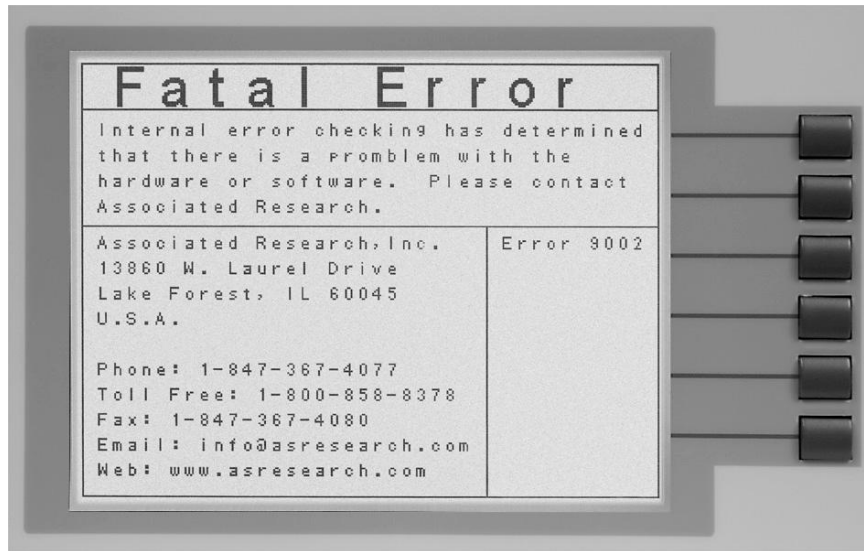 Fatal Error
Internal error checking has determined
that there is a promblem with the
hardware or software. Please contact
Associated Research.
Associated Research,Inc.
13860 W. Laurel Drive
Lake Forest, IL 60045
U.S.A.
Phone: 1-847-367-4077
Toll Free: 1-800-858-8378
Fax: 1-847-367-4080
Email: info@asresearch.com
Web: www.asresearch.com
Error 9002